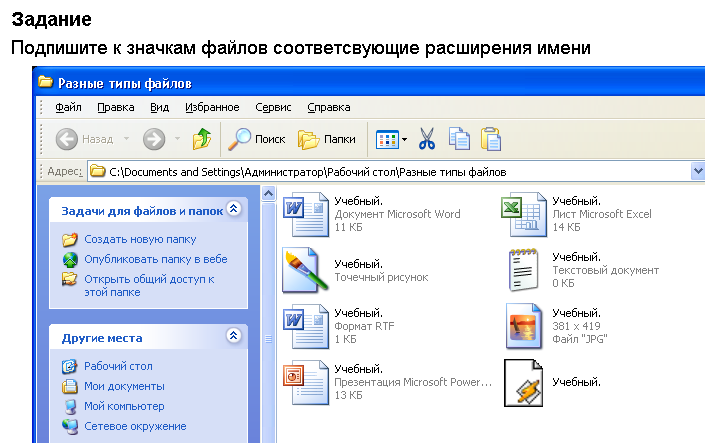 Задание
Подпишите к значкам файлов соответсвующие расширения имени
Разные типы файлов
Файл Правка Вид Избранное Сервис Справка
Назад Поиск Папки
Адрес: C:\Documents and Settings\Администратор\Рабочий стол\Разные типы файлов
Задачи для файлов и папок
Создать новую папку
Опубликовать папку в вебе
Открыть общий доступ к
этой папке
Другие места
Рабочий стол
Мои документы
Мой компьютер
Сетевое окружение
Учебный.
Документ Microsoft Word
11 КБ
Учебный.
Лист Microsoft Excel
14 КБ
Учебный.
Точечный рисунок
Учебный.
Текстовый документ
0 КБ
Учебный.
Формат RTF
1 КБ
Учебный.
381 x 419
Файл "JPG"
Учебный.
Презентация Microsoft Power...
13 КБ
Учебный.